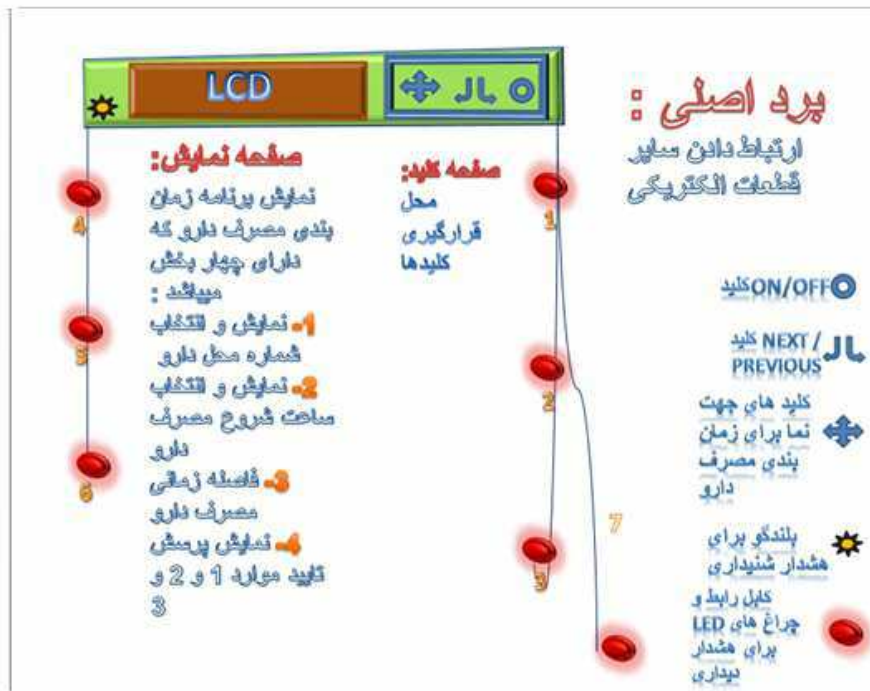 LCD
برد اصلی :
ارتباط دادن سایر
قطعات الکتریکی
صفحه نمایش:
نمایش برنامه زمان
بندی مصرف دارو که
دارای چهار بخش
میباشد :
1- نمایش و انتخاب
شماره محل دارو
2- نمایش و انتخاب
ساعت شروع مصرف
دارو
3- فاصله زمانی
مصرف دارو
4- نمایش پرسش
تایید موارد 1 و 2 و
3
صفحه کلید:
محل
قرارگیری
کلیدها
1
2
3
4
5
6
7
کلید ON/OFF
کلید NEXT /
PREVIOUS
کلید های جهت
نما برای زمان
بندی مصرف
دارو
بلندگو برای
هشدار شنیداری
کابل رابط و
چراغ های LED
برای هشدار
دیداری